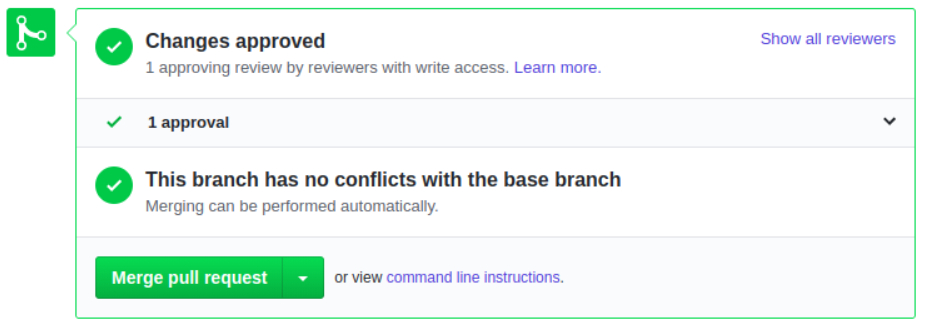 Changes approved
Show all reviewers
1 approving review by reviewers with write access. Learn more.
1 approval
This branch has no conflicts with the base branch
Merging can be performed automatically.
Merge pull request
or view command line instructions.